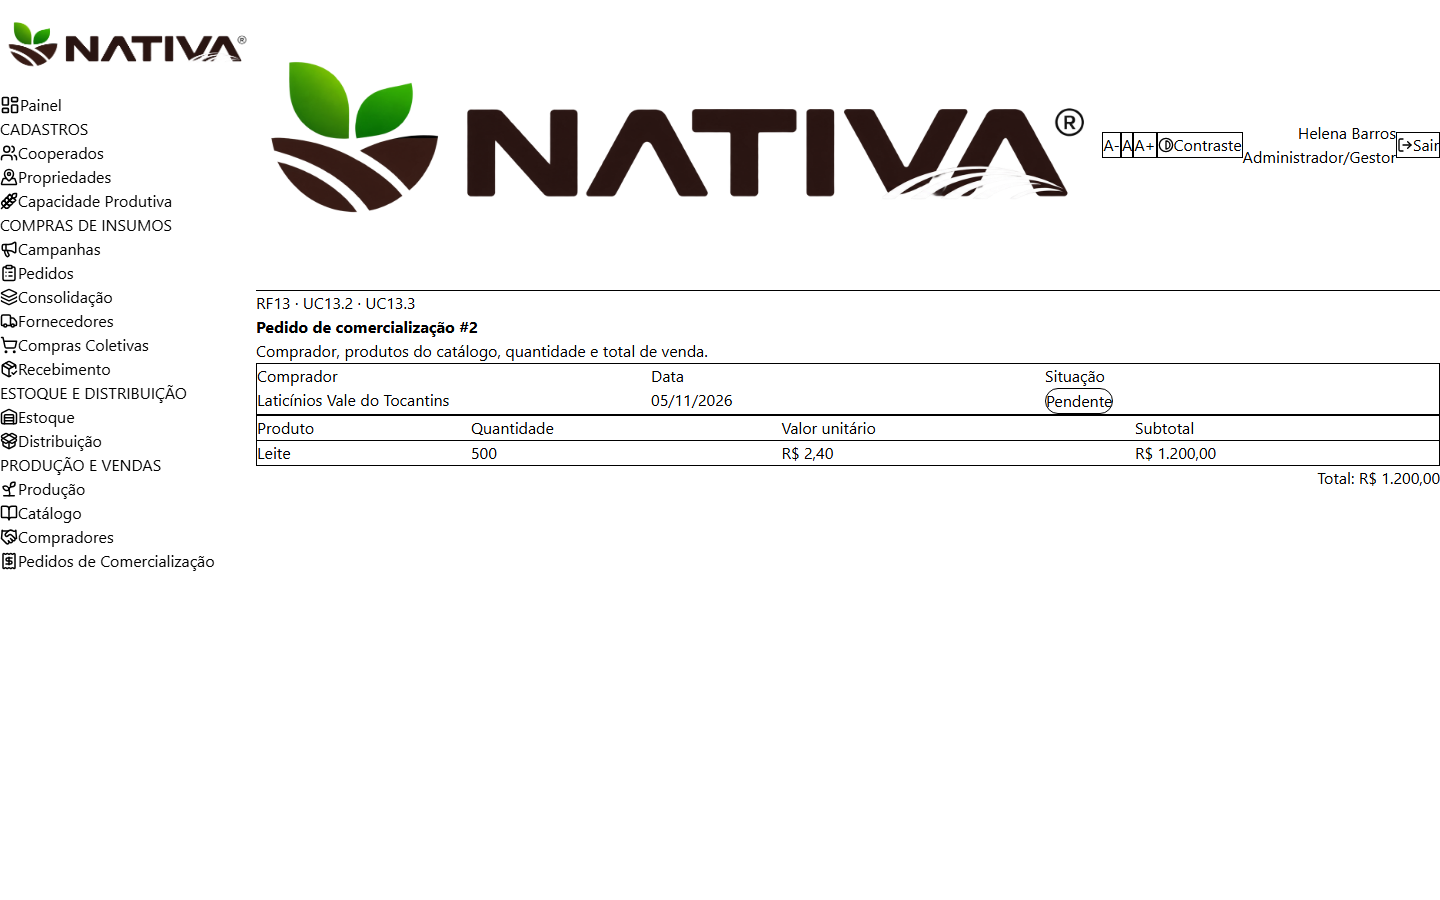 NATIVA®
Painel
CADASTROS
Cooperados
Propriedades
Capacidade Produtiva
COMPRAS DE INSUMOS
Campanhas
Pedidos
Consolidação
Fornecedores
Compras Coletivas
Recebimento
ESTOQUE E DISTRIBUIÇÃO
Estoque
Distribuição
PRODUÇÃO E VENDAS
Produção
Catálogo
Compradores
Pedidos de Comercialização
NATIVA®
A- A A+ Contraste
Helena Barros
Administrador/Gestor
Sair
RF13 · UC13.2 · UC13.3
Pedido de comercialização #2
Comprador, produtos do catálogo, quantidade e total de venda.
Comprador Data Situação
Laticínios Vale do Tocantins 05/11/2026 Pendente
Produto Quantidade Valor unitário Subtotal
Leite 500 R$ 2,40 R$ 1.200,00
Total: R$ 1.200,00